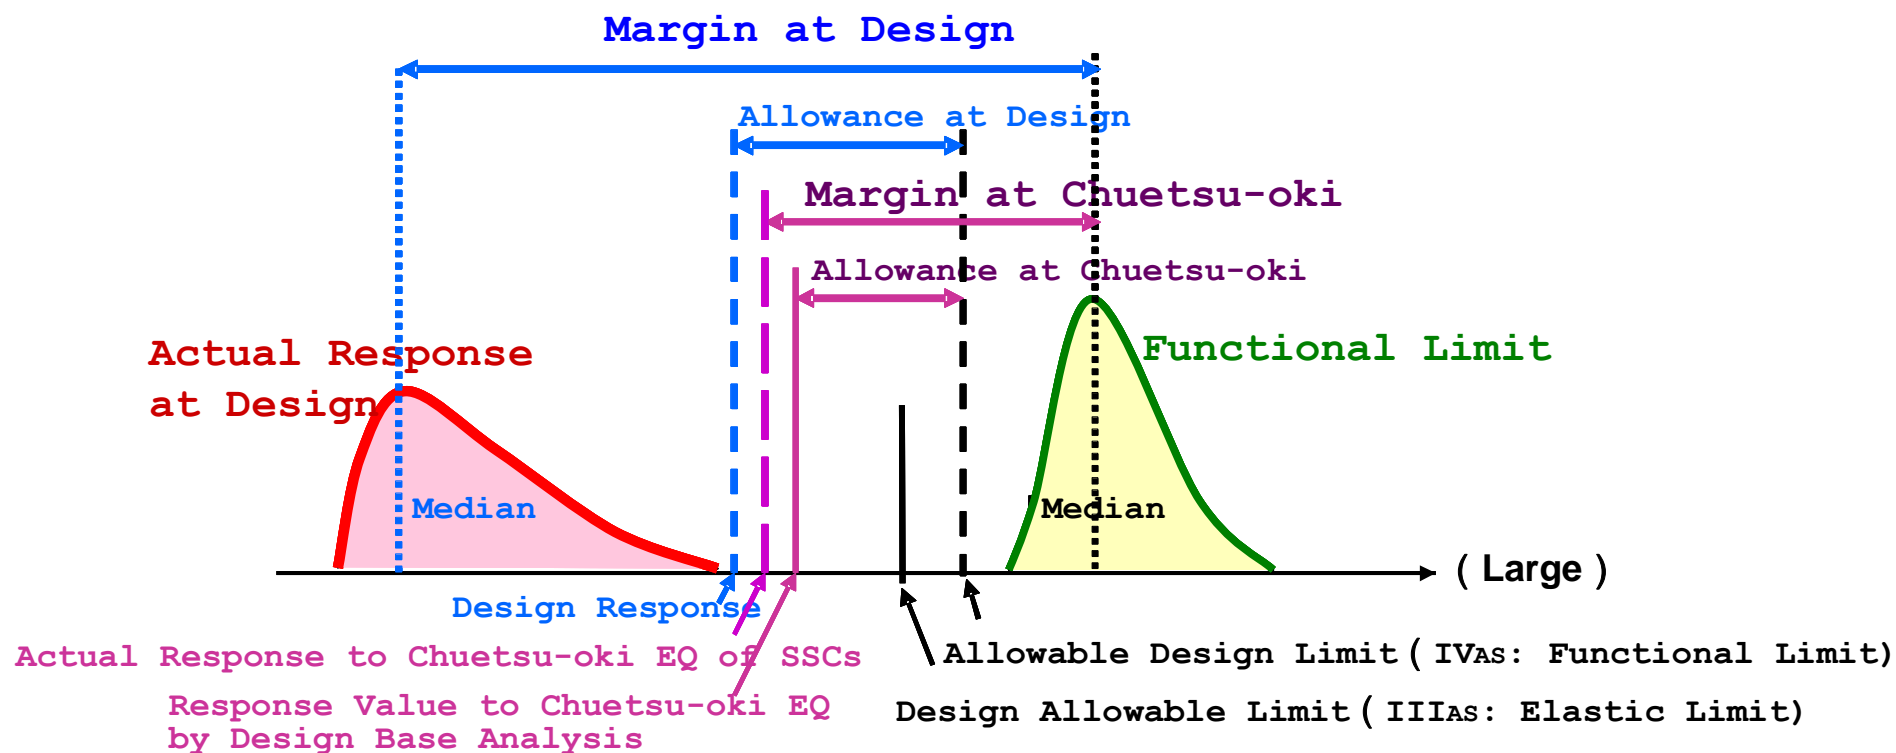 Margin at Design
Allowance at Design
Margin at Chuetsu-oki
Allowance at Chuetsu-oki
Actual Response
at Design
Functional Limit
Median
Median
( Large )
Design Response
Actual Response to Chuetsu-oki EQ of SSCs
Allowable Design Limit ( IVAS: Functional Limit)
Response Value to Chuetsu-oki EQ
by Design Base Analysis
Design Allowable Limit ( IIIAS: Elastic Limit)